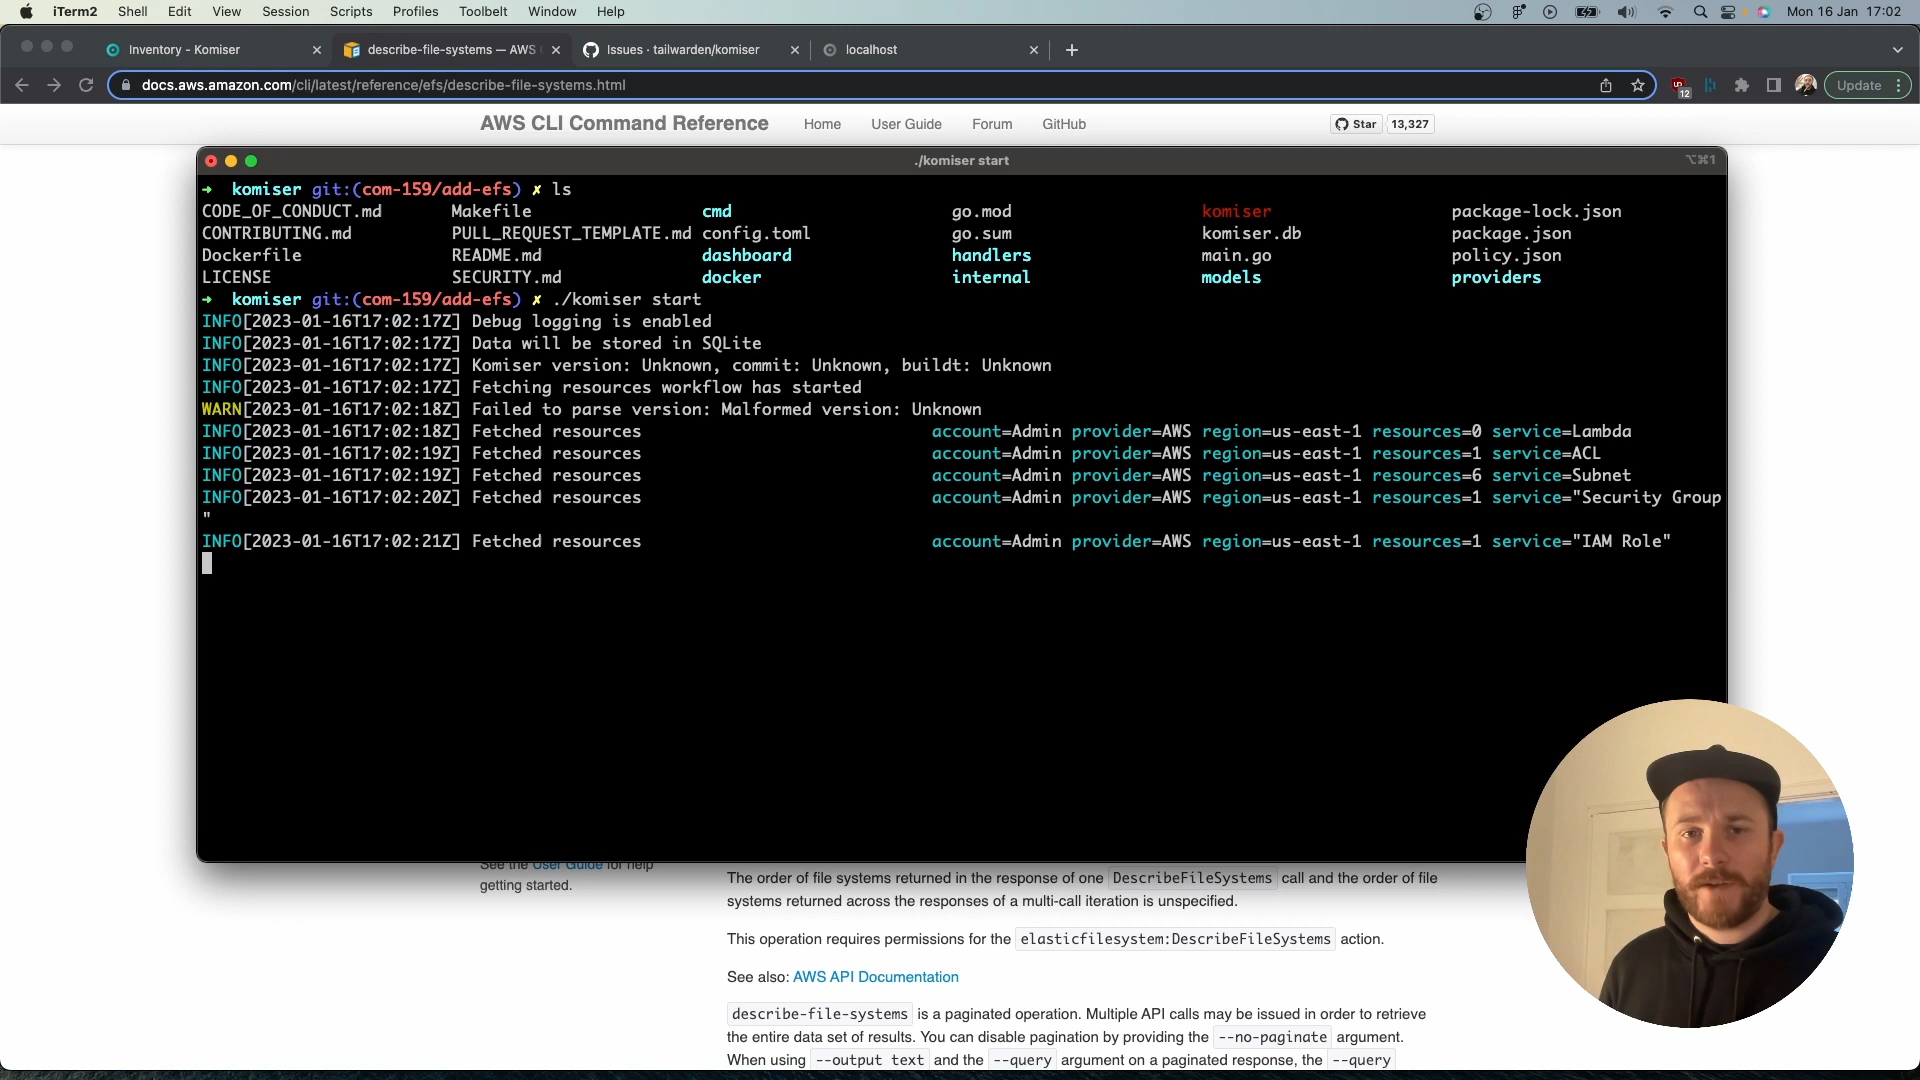 iTerm2 Shell Edit View Session Scripts Profiles Toolbelt Window Help Mon 16 Jan 17:02
Inventory - Komiser describe-file-systems — AWS Issues · tailwarden/komiser localhost
docs.aws.amazon.com/cli/latest/reference/efs/describe-file-systems.html 12 Update
AWS CLI Command Reference Home User Guide Forum GitHub Star 13,327
./komiser start ⌥⌘1
➜ komiser git:(com-159/add-efs) ✗ ls
CODE_OF_CONDUCT.md Makefile cmd go.mod komiser package-lock.json
CONTRIBUTING.md PULL_REQUEST_TEMPLATE.md config.toml go.sum komiser.db package.json
Dockerfile README.md dashboard handlers main.go policy.json
LICENSE SECURITY.md docker internal models providers
➜ komiser git:(com-159/add-efs) ✗ ./komiser start
INFO[2023-01-16T17:02:17Z] Debug logging is enabled
INFO[2023-01-16T17:02:17Z] Data will be stored in SQLite
INFO[2023-01-16T17:02:17Z] Komiser version: Unknown, commit: Unknown, buildt: Unknown
INFO[2023-01-16T17:02:17Z] Fetching resources workflow has started
WARN[2023-01-16T17:02:18Z] Failed to parse version: Malformed version: Unknown
INFO[2023-01-16T17:02:18Z] Fetched resources account=Admin provider=AWS region=us-east-1 resources=0 service=Lambda
INFO[2023-01-16T17:02:19Z] Fetched resources account=Admin provider=AWS region=us-east-1 resources=1 service=ACL
INFO[2023-01-16T17:02:19Z] Fetched resources account=Admin provider=AWS region=us-east-1 resources=6 service=Subnet
INFO[2023-01-16T17:02:20Z] Fetched resources account=Admin provider=AWS region=us-east-1 resources=1 service="Security Group
"
INFO[2023-01-16T17:02:21Z] Fetched resources account=Admin provider=AWS region=us-east-1 resources=1 service="IAM Role"
See the User Guide for help
getting started.
The order of file systems returned in the response of one DescribeFileSystems call and the order of file
systems returned across the responses of a multi-call iteration is unspecified.
This operation requires permissions for the elasticfilesystem:DescribeFileSystems action.
See also: AWS API Documentation
describe-file-systems is a paginated operation. Multiple API calls may be issued in order to retrieve
the entire data set of results. You can disable pagination by providing the --no-paginate argument.
When using --output text and the --query argument on a paginated response, the --query